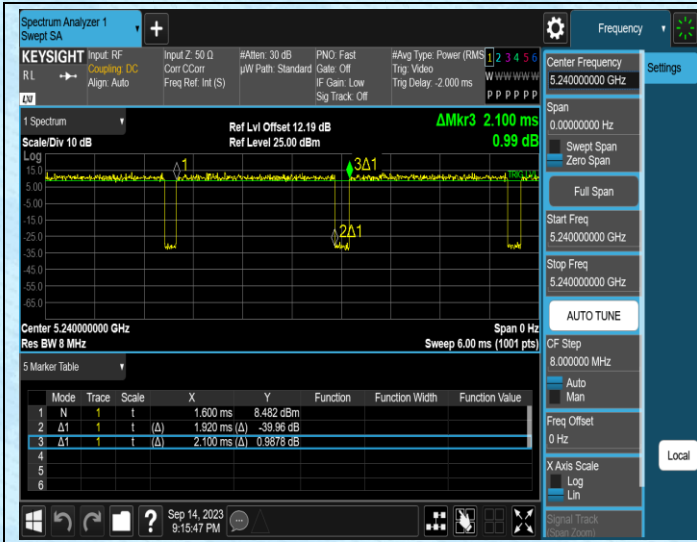 Spectrum Analyzer 1
Swept SA
Frequency
KEYSIGHT
RL
LXI
Input: RF
Coupling: DC
Align: Auto
Input Z: 50 Ω
Corr CCorr
Freq Ref: Int (S)
#Atten: 30 dB
µW Path: Standard
PNO: Fast
Gate: Off
IF Gain: Low
Sig Track: Off
#Avg Type: Power (RMS
Trig: Video
Trig Delay: -2.000 ms
1 2 3 4 5 6
W W W W W W
P P P P P P
Center Frequency
5.240000000 GHz
Settings
Span
0.00000000 Hz
Swept Span
Zero Span
Full Span
Start Freq
5.240000000 GHz
Stop Freq
5.240000000 GHz
AUTO TUNE
CF Step
8.000000 MHz
Auto
Man
Freq Offset
0 Hz
X Axis Scale
Log
Lin
Signal Track
(Span Zoom)
Local
1 Spectrum
Scale/Div 10 dB
Ref Lvl Offset 12.19 dB
Ref Level 25.00 dBm
ΔMkr3 2.100 ms
0.99 dB
Log
15.0
5.00
-5.00
-15.0
-25.0
-35.0
-45.0
-55.0
-65.0
1
3Δ1
2Δ1
Center 5.240000000 GHz
Res BW 8 MHz
Span 0 Hz
Sweep 6.00 ms (1001 pts)
5 Marker Table
Mode Trace Scale X Y Function Function Width Function Value
1 N 1 t 1.600 ms 8.482 dBm
2 Δ1 1 t (Δ) 1.920 ms (Δ) -39.96 dB
3 Δ1 1 t (Δ) 2.100 ms (Δ) 0.9878 dB
4
5
6
?
Sep 14, 2023
9:15:47 PM